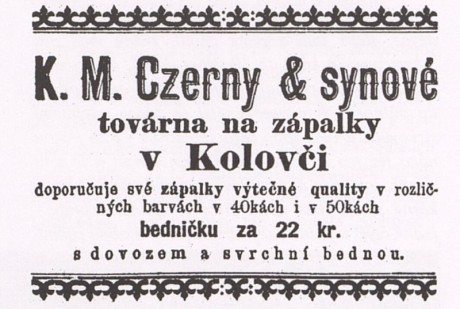 K. M. Czerny & synové
továrna na zápalky
v Kolovči
doporučuje své zápalky výtečné quality v rozlič-
ných barvách v 40kách i v 50kách
bedničku za 22 kr.
s dovozem a svrchní bednou.